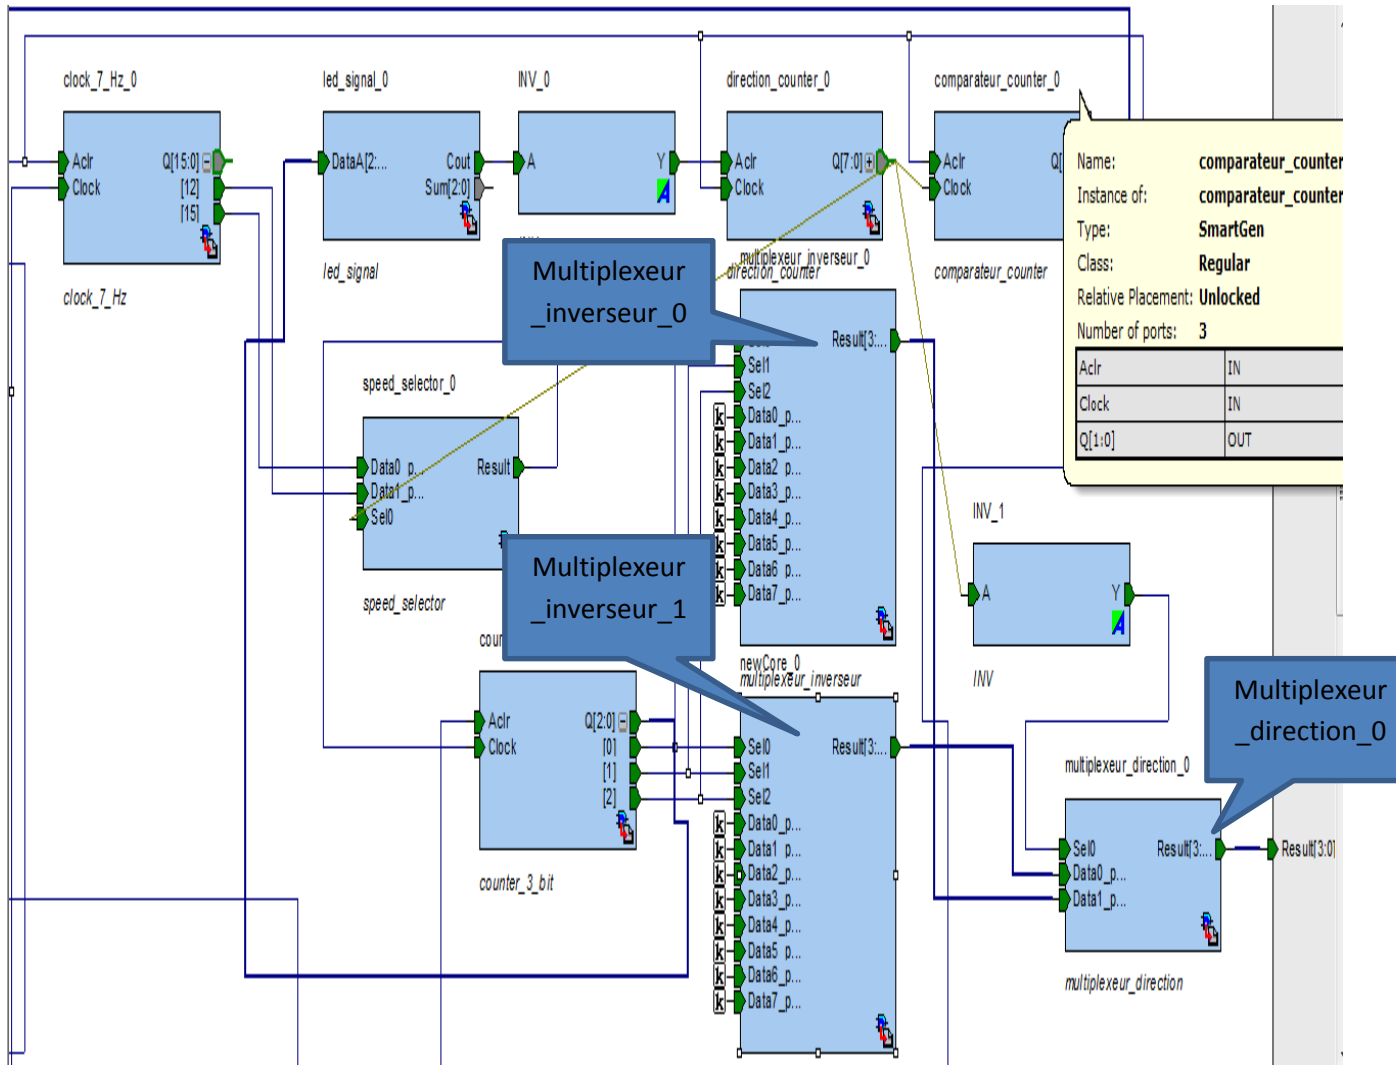 clock_7_Hz_0
Aclr
Clock
Q[15:0]
[12]
[15]
clock_7_Hz
led_signal_0
DataA[2:...
Cout
Sum[2:0]
led_signal
INV_0
A
Y
direction_counter_0
Aclr
Clock
Q[7:0]
direction_counter
comparateur_counter_0
Aclr
Clock
Q[
comparateur_counter
Name: comparateur_counter
Instance of: comparateur_counter
Type: SmartGen
Class: Regular
Relative Placement: Unlocked
Number of ports: 3
Aclr IN
Clock IN
Q[1:0] OUT
Multiplexeur
_inverseur_0
multiplexeur_inverseur_0
Sel1
Sel2
Data0_p...
Data1_p...
Data2_p...
Data3_p...
Data4_p...
Data5_p...
Data6_p...
Data7_p...
Result[3:...
k
k
k
k
k
k
k
k
multiplexeur_inverseur
speed_selector_0
Data0_p...
Data1_p...
Sel0
Result
speed_selector
Multiplexeur
_inverseur_1
INV_1
A
Y
INV
cou
Aclr
Clock
Q[2:0]
[0]
[1]
[2]
counter_3_bit
newCore_0
Sel0
Sel1
Sel2
Data0_p...
Data1_p...
Data2_p...
Data3_p...
Data4_p...
Data5_p...
Data6_p...
Data7_p...
Result[3:...
k
k
k
k
k
k
k
k
Multiplexeur
_direction_0
multiplexeur_direction_0
Sel0
Data0_p...
Data1_p...
Result[3:...
Result[3:0]
multiplexeur_direction